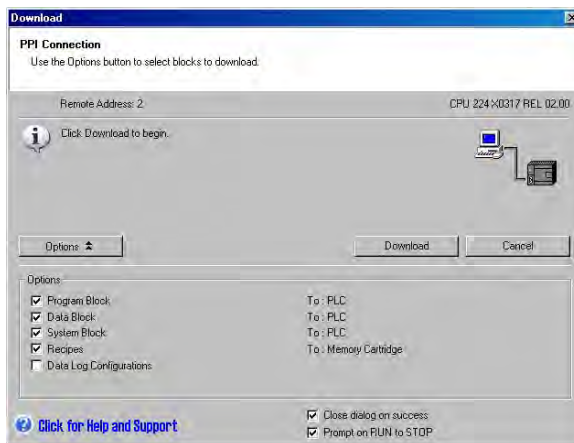 Download
PPI Connection
Use the Options button to select blocks to download.
Remote Address: 2
CPU 224 X0317 REL 02.00
Click Download to begin.
Options
Download
Cancel
Options
Program Block
To : PLC
Data Block
To : PLC
System Block
To : PLC
Recipes
To : Memory Cartridge
Data Log Configurations
Click for Help and Support
Close dialog on success
Prompt on RUN to STOP